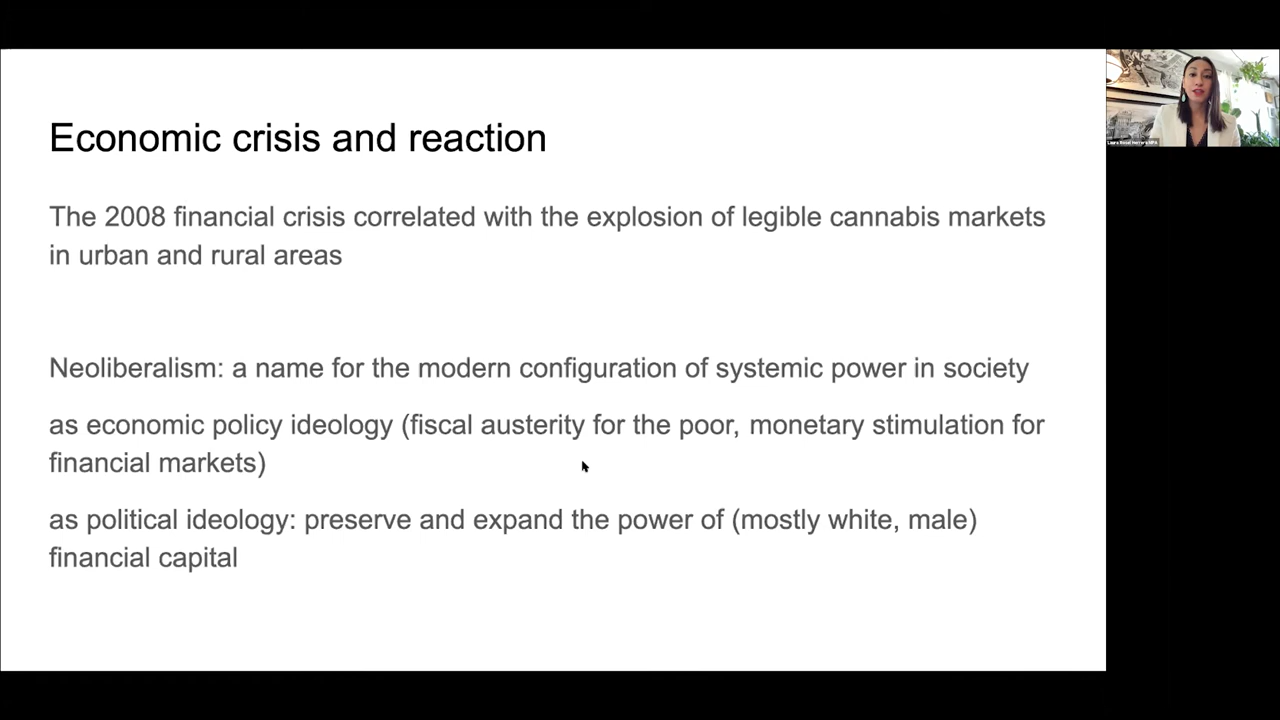 Economic crisis and reaction
The 2008 financial crisis correlated with the explosion of legible cannabis markets
in urban and rural areas
Neoliberalism: a name for the modern configuration of systemic power in society
as economic policy ideology (fiscal austerity for the poor, monetary stimulation for
financial markets)
as political ideology: preserve and expand the power of (mostly white, male)
financial capital
Laura